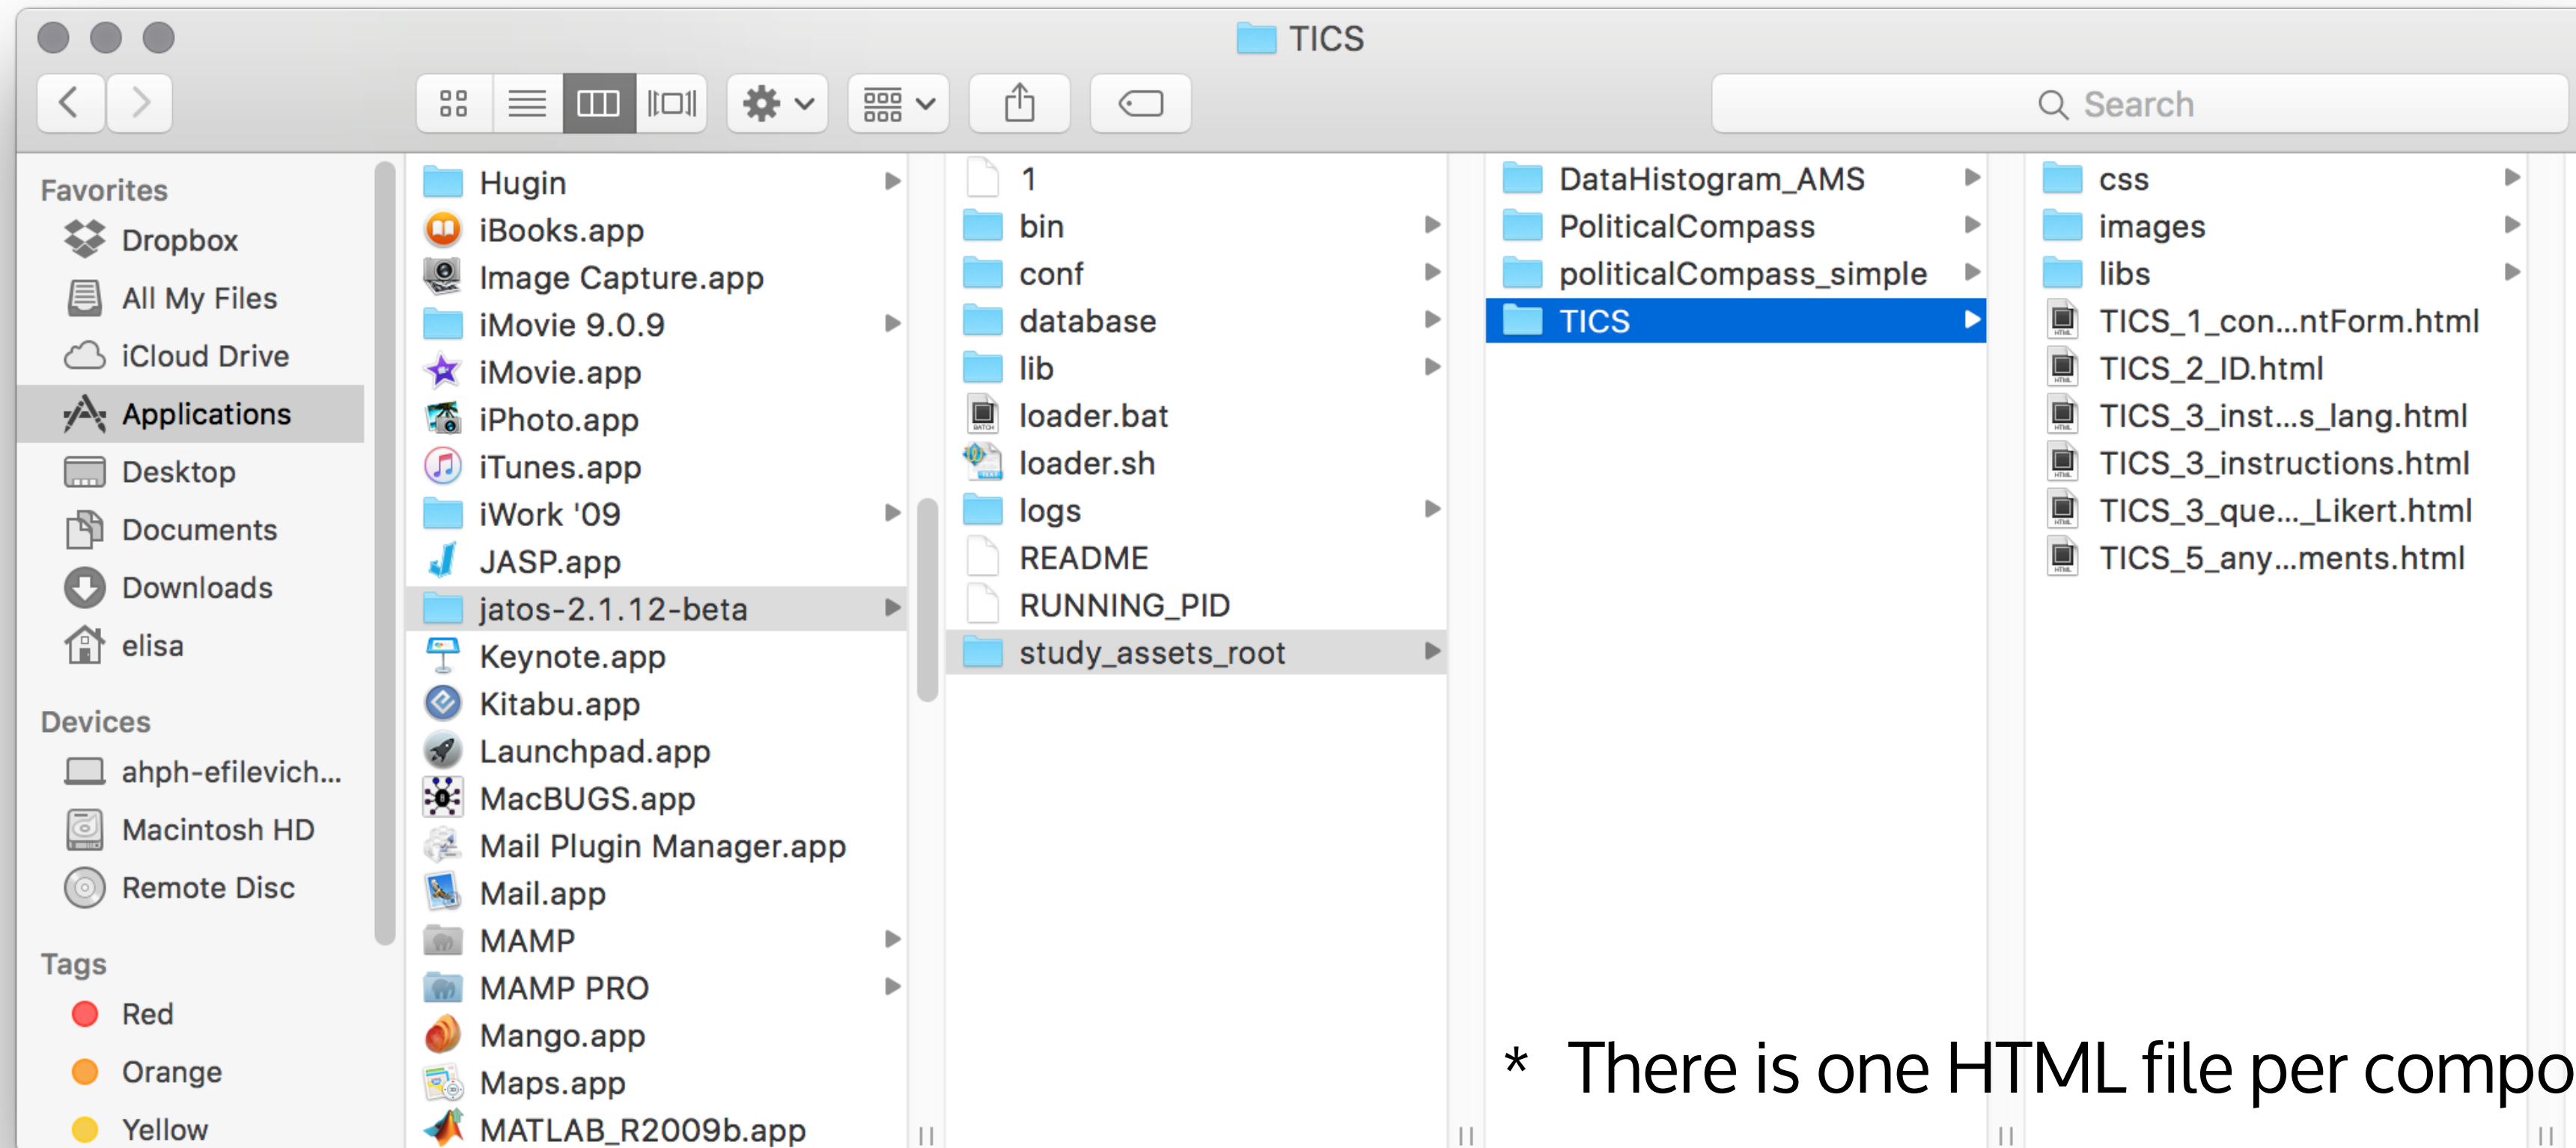 TICS
Search
Favorites
Dropbox
All My Files
iCloud Drive
Applications
Desktop
Documents
Downloads
elisa
Devices
ahph-efilevich...
Macintosh HD
Remote Disc
Tags
Red
Orange
Yellow
Hugin
iBooks.app
Image Capture.app
iMovie 9.0.9
iMovie.app
iPhoto.app
iTunes.app
iWork '09
JASP.app
jatos-2.1.12-beta
Keynote.app
Kitabu.app
Launchpad.app
MacBUGS.app
Mail Plugin Manager.app
Mail.app
MAMP
MAMP PRO
Mango.app
Maps.app
MATLAB_R2009b.app
1
bin
conf
database
lib
loader.bat
loader.sh
logs
README
RUNNING_PID
study_assets_root
DataHistogram_AMS
PoliticalCompass
politicalCompass_simple
TICS
css
images
libs
TICS_1_con...ntForm.html
TICS_2_ID.html
TICS_3_inst...s_lang.html
TICS_3_instructions.html
TICS_3_que..._Likert.html
TICS_5_any...ments.html
* There is one HTML file per compo